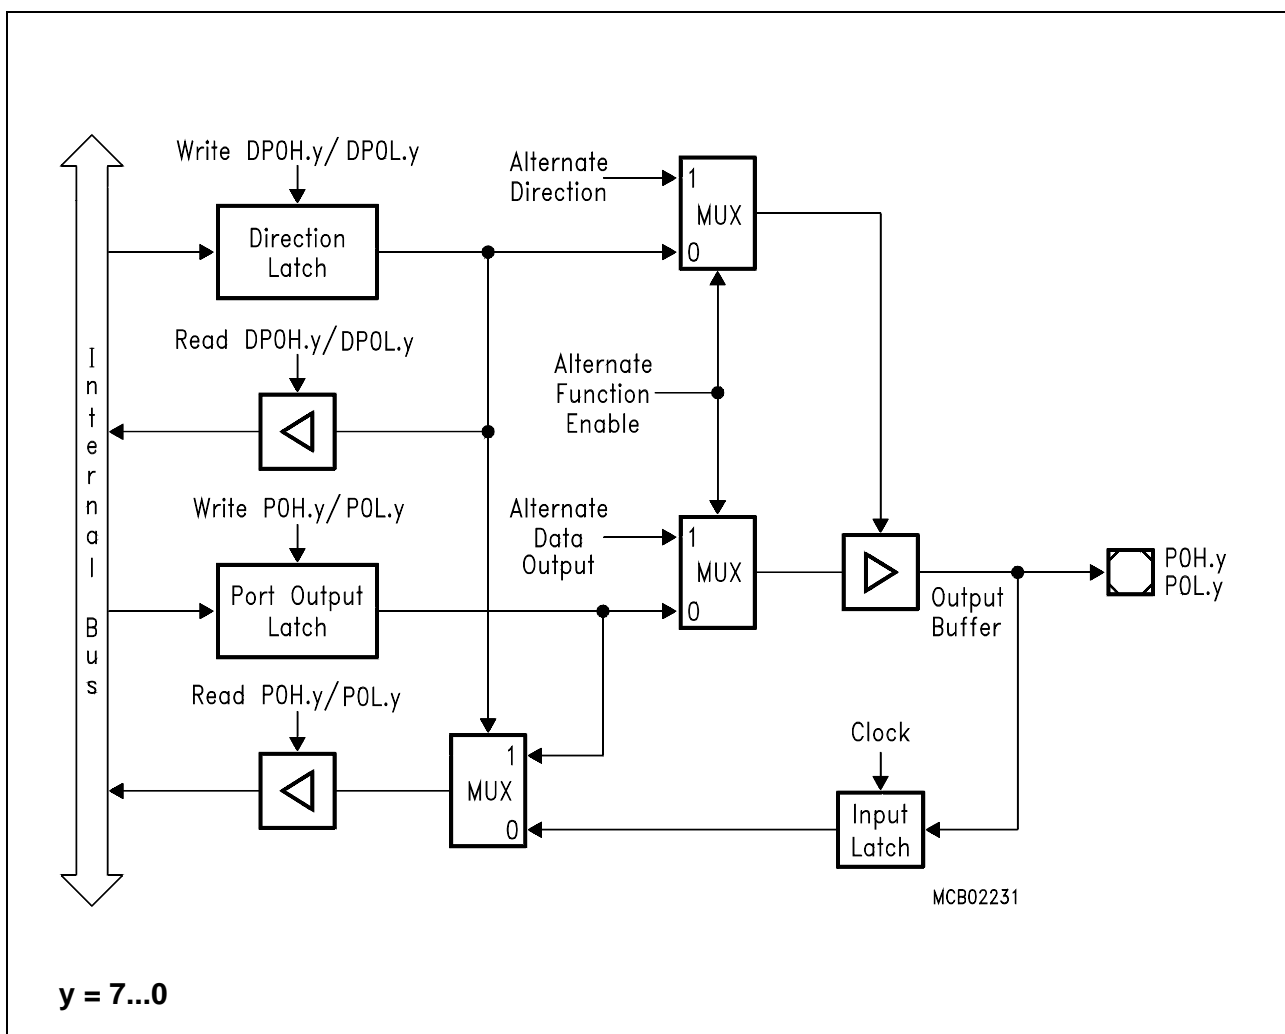 Write DP0H.y/ DP0L.y
Alternate
Direction
1
MUX
0
Direction
Latch
Read DP0H.y/DP0L.y
Internal Bus
Alternate
Function
Enable
Write P0H.y/P0L.y
Alternate
Data
Output
1
MUX
0
Port Output
Latch
Output
Buffer
P0H.y
P0L.y
Read P0H.y/P0L.y
1
MUX
0
Clock
Input
Latch
MCB02231
y = 7...0